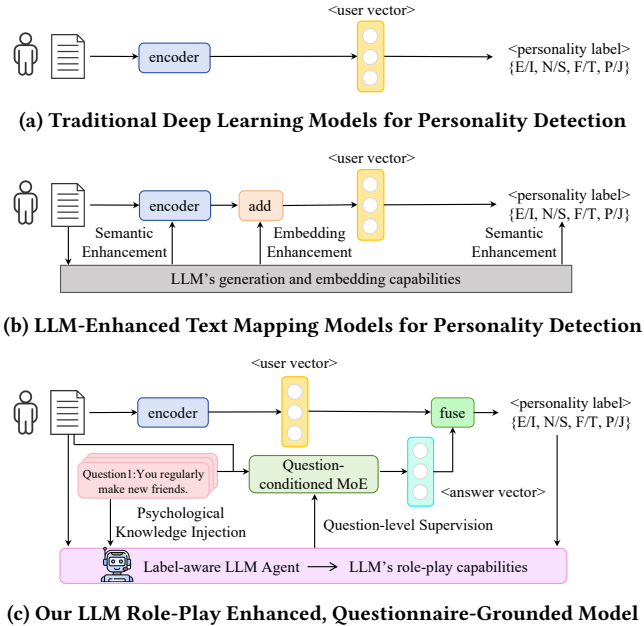 <user vector>
encoder
<personality label>
{E/I, N/S, F/T, P/J}
(a) Traditional Deep Learning Models for Personality Detection
<user vector>
encoder
add
<personality label>
{E/I, N/S, F/T, P/J}
Semantic
Enhancement
Embedding
Enhancement
Semantic
Enhancement
LLM's generation and embedding capabilities
(b) LLM-Enhanced Text Mapping Models for Personality Detection
<user vector>
encoder
fuse
<personality label>
{E/I, N/S, F/T, P/J}
Question1:You regularly
make new friends.
Question-
conditioned MoE
<answer vector>
Psychological
Knowledge Injection
Question-level Supervision
Label-aware LLM Agent
LLM's role-play capabilities
(c) Our LLM Role-Play Enhanced, Questionnaire-Grounded Model